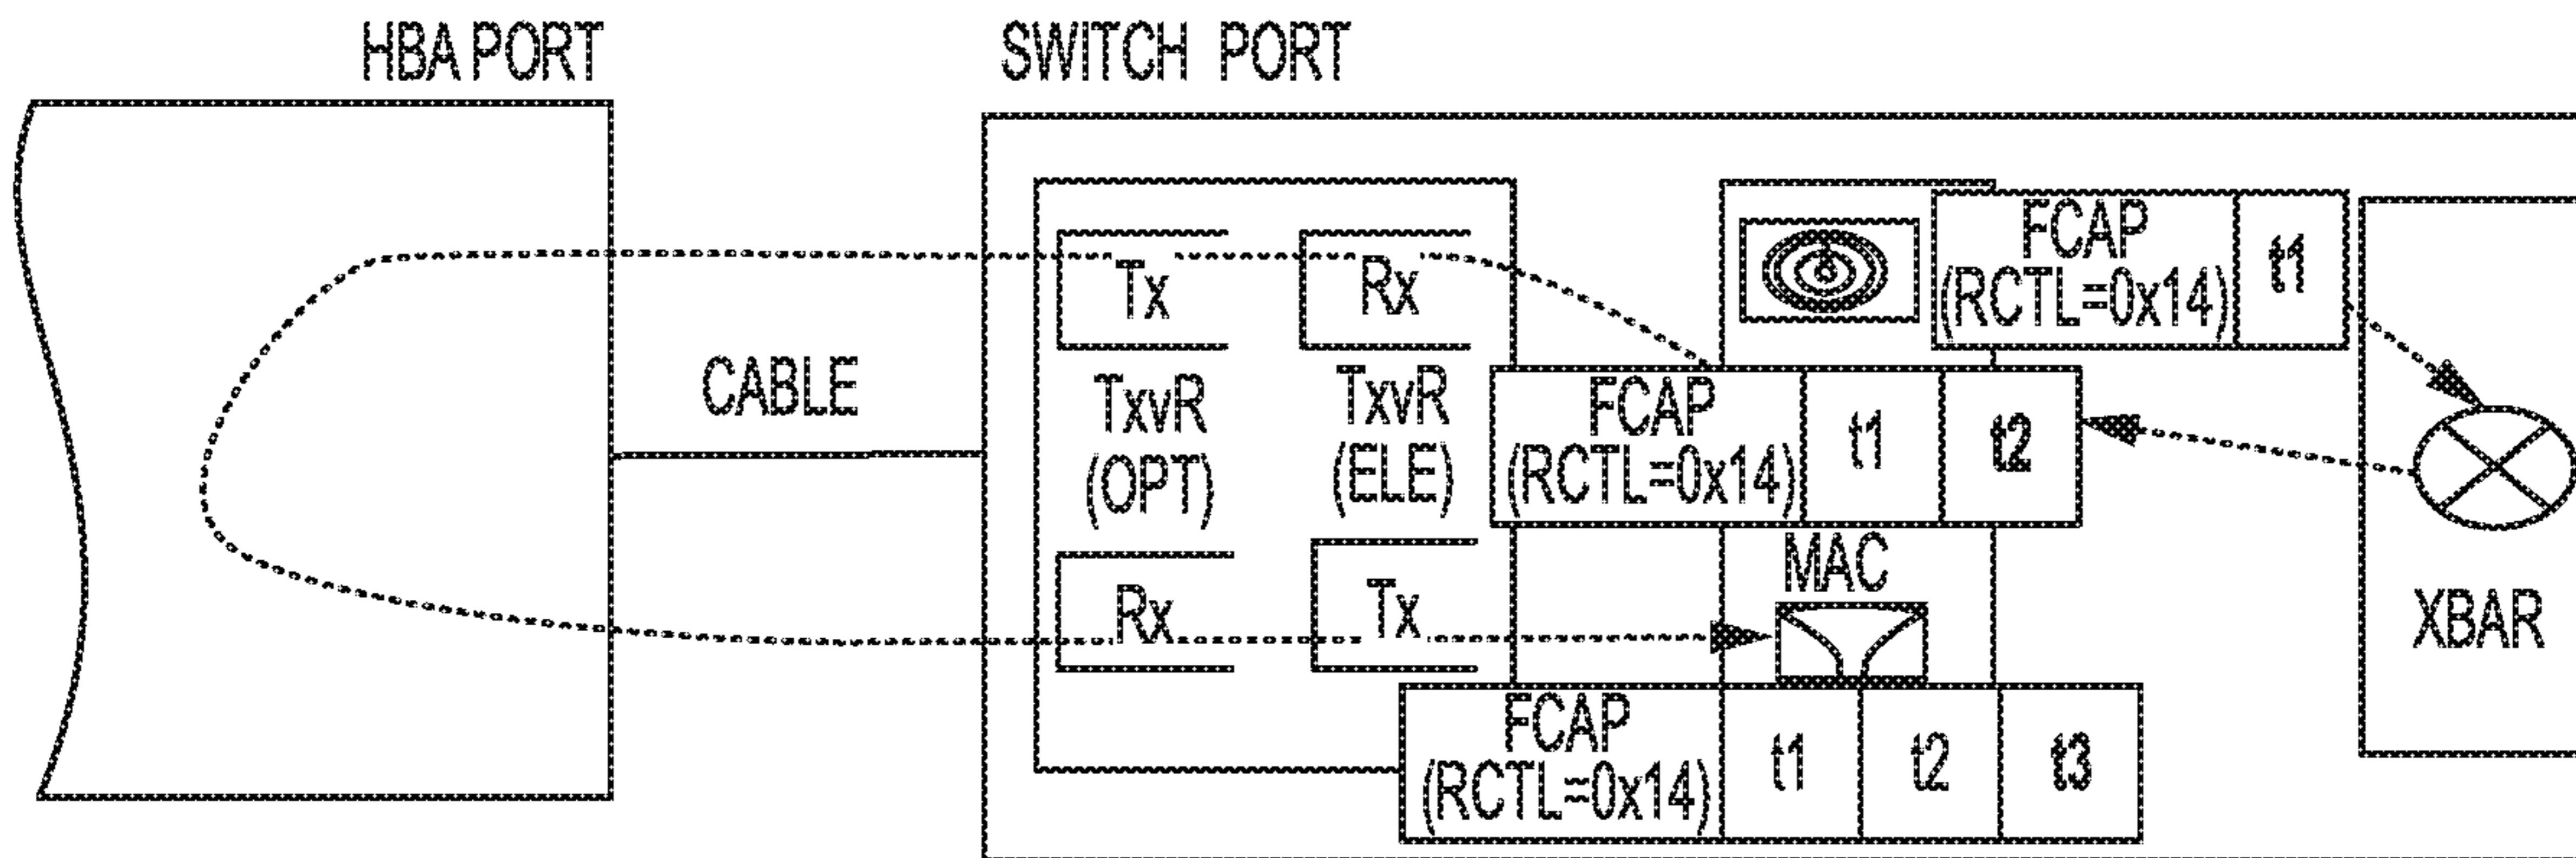 HBA PORT
SWITCH PORT
CABLE
Tx
Rx
TxvR
(OPT)
TxvR
(ELE)
Rx
Tx
FCAP
(RCTL=0x14)
t1
FCAP
(RCTL=0x14)
t1
t2
MAC
FCAP
(RCTL=0x14)
t1
t2
t3
XBAR